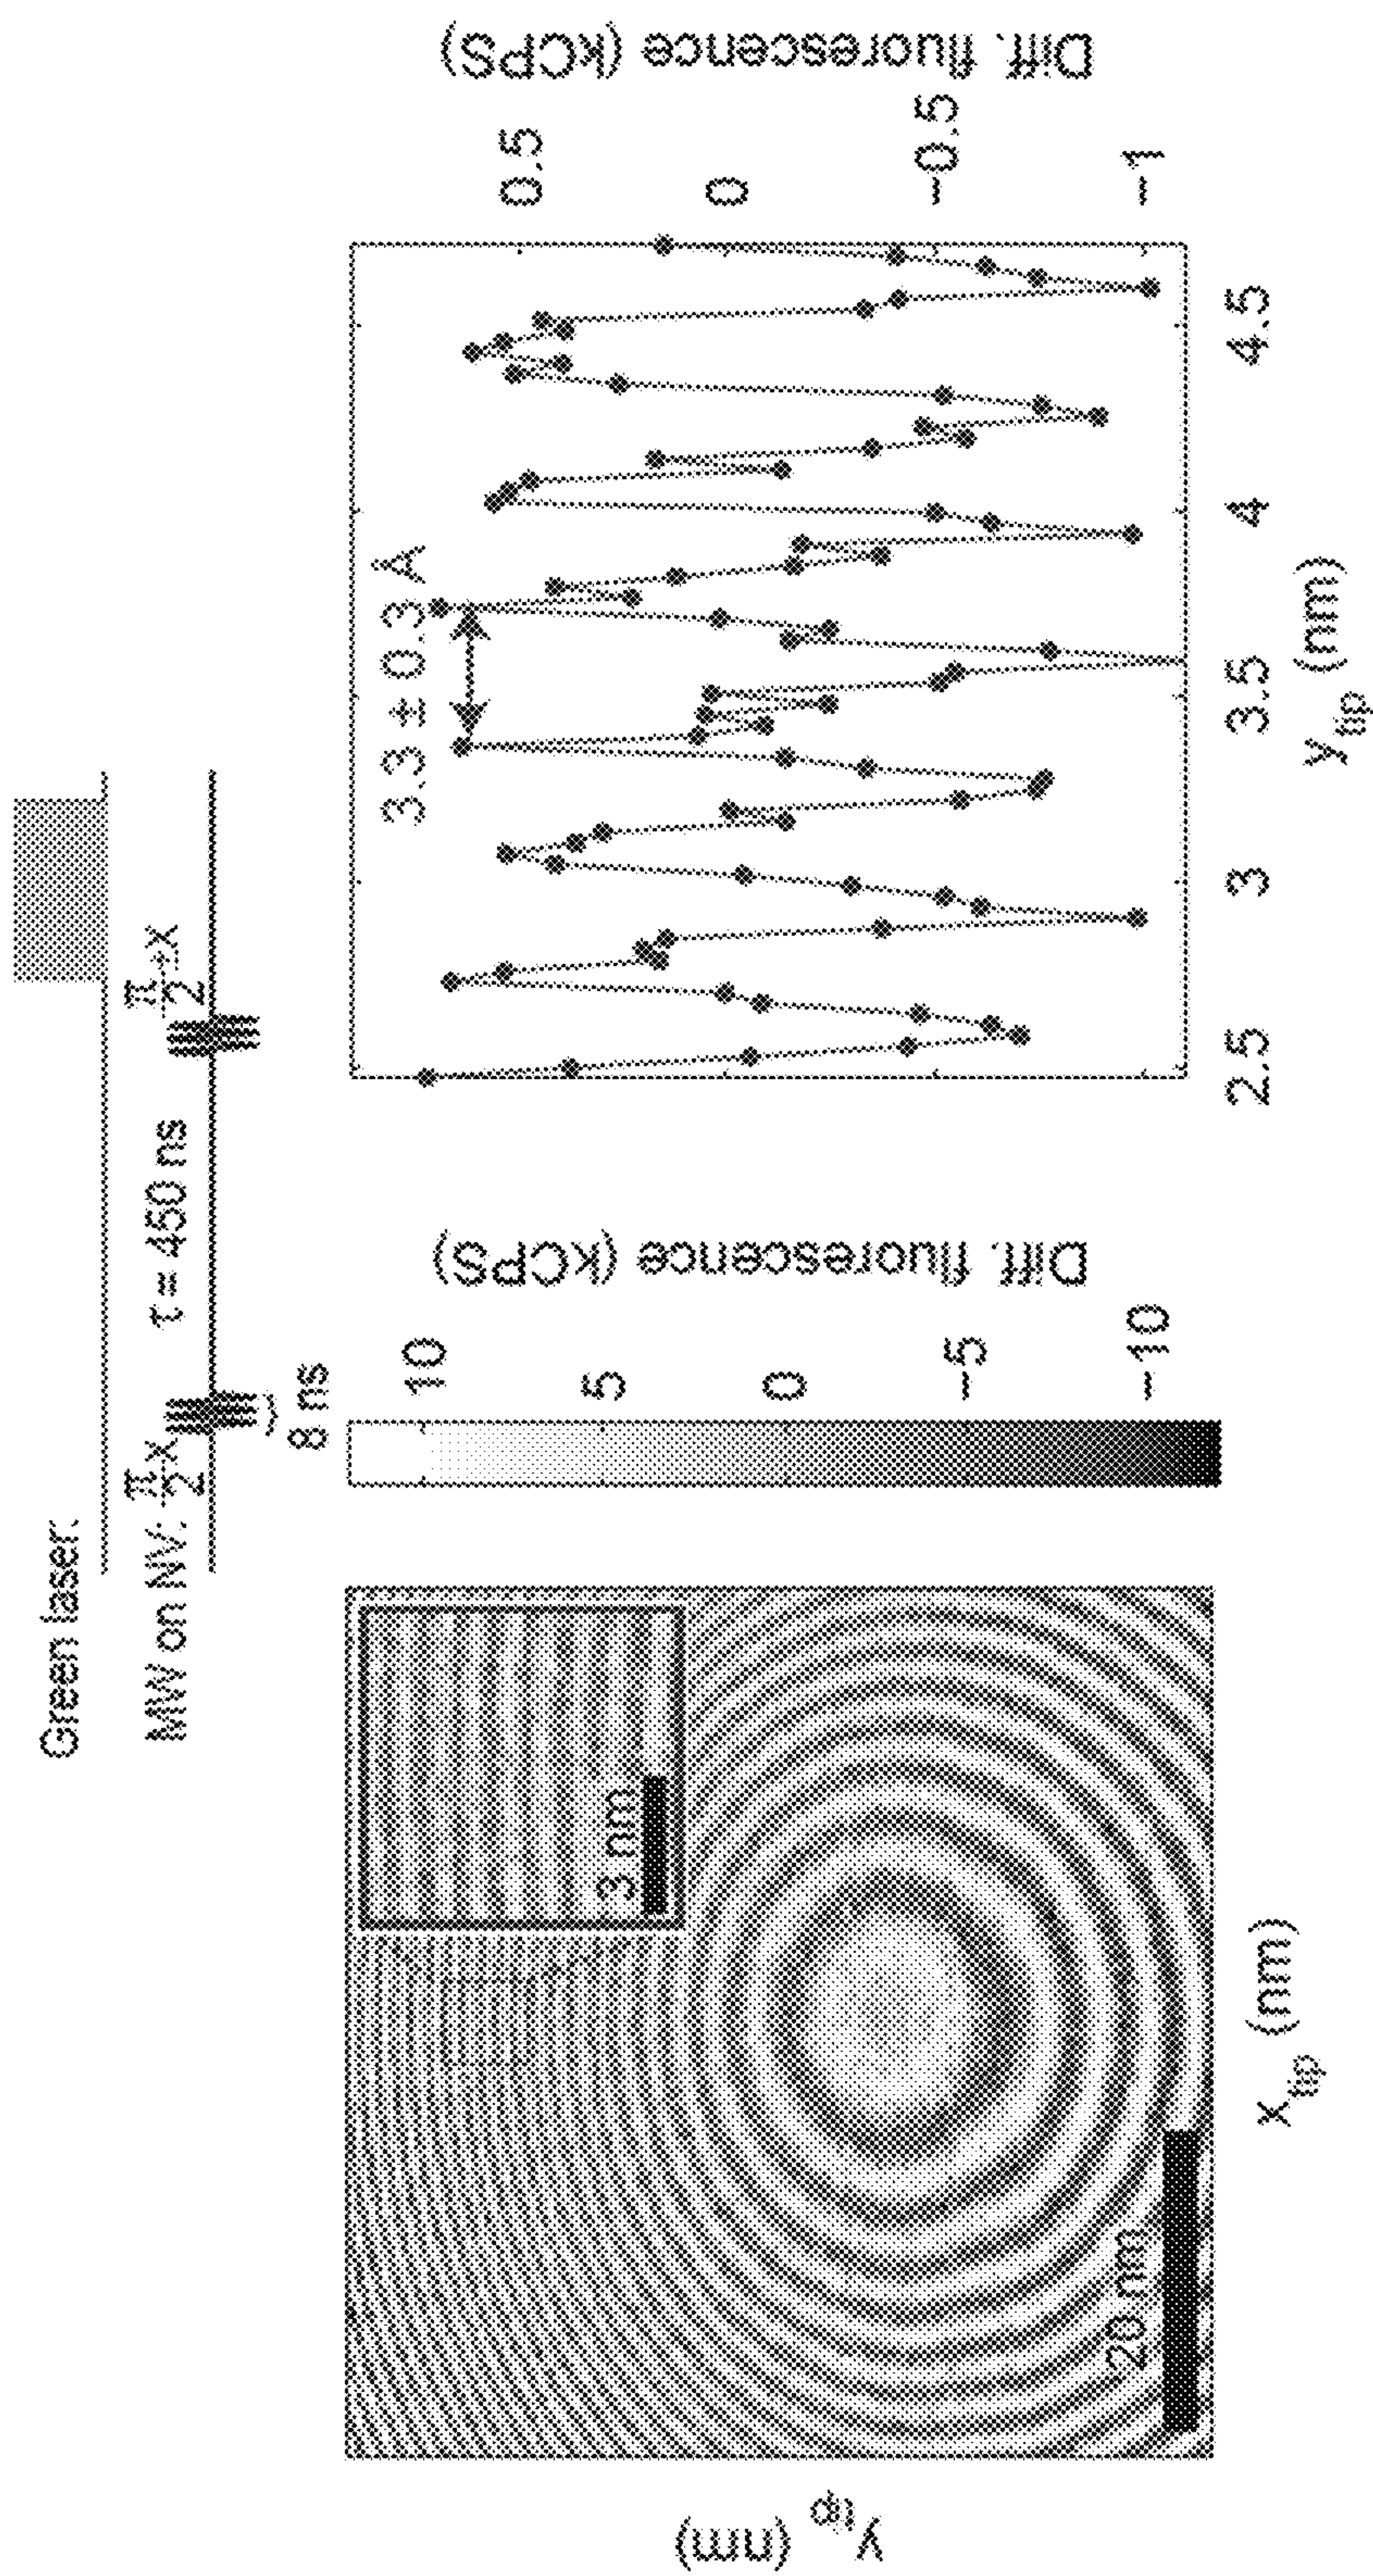 Green laser:
MW on NV:
π/2 x
τ = 450 ns
π/2 ÷x
8 ns
y_tip (nm)
3 nm
20 nm
x_tip (nm)
10
5
0
−5
−10
Diff. fluorescence (kCPS)
3.3 ± 0.3 Å
2.5
3
3.5
4
4.5
y_tip (nm)
0.5
0
−0.5
−1
Diff. fluorescence (kCPS)